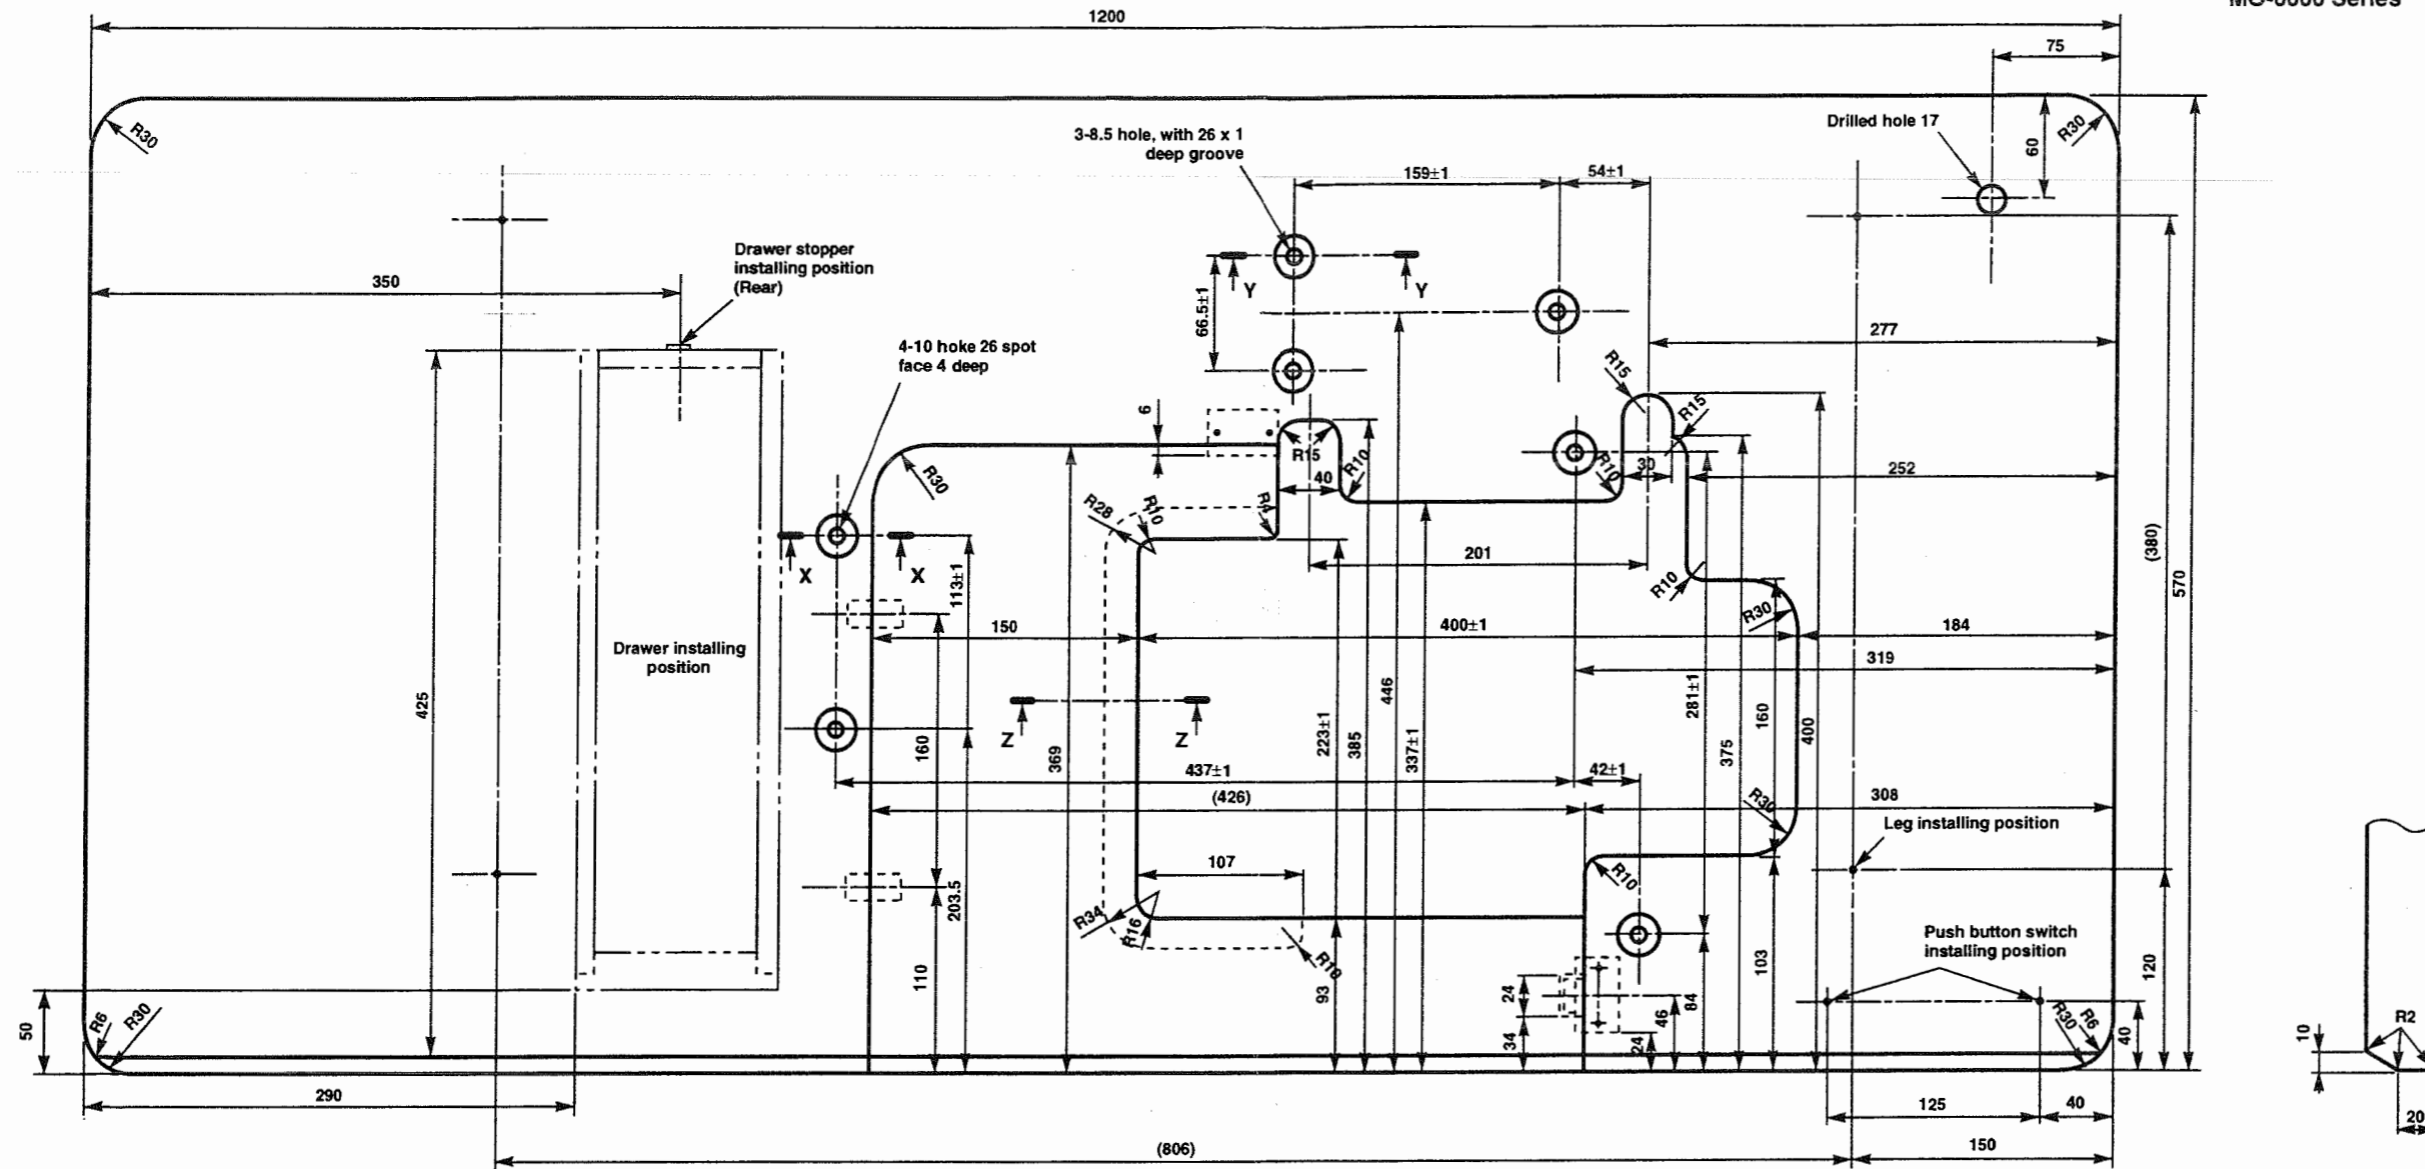 1200
75
R30
3-8.5 hole, with 26 x 1
deep groove
Drilled hole 17
R30
60
159±1
54±1
Drawer stopper
installing position
(Rear)
350
Y
Y
66.5±1
277
4-10 hoke 26 spot
face 4 deep
R15
6
R15
R15
R10
R10
30
252
40
R30
R28
R10
(380)
570
X
X
113±1
201
R10
R30
150
400±1
184
Drawer installing
position
319
425
446
281±1
160
400
Z
Z
160
369
223±1
385
337±1
375
437±1
42±1
(426)
R30
308
Leg installing position
107
R10
203.5
R34
R16
Push button switch
installing position
110
R10
93
103
120
24
84
46
50
R6
R30
34
24
R30
R6
40
10
R2
290
125
40
20
(806)
150